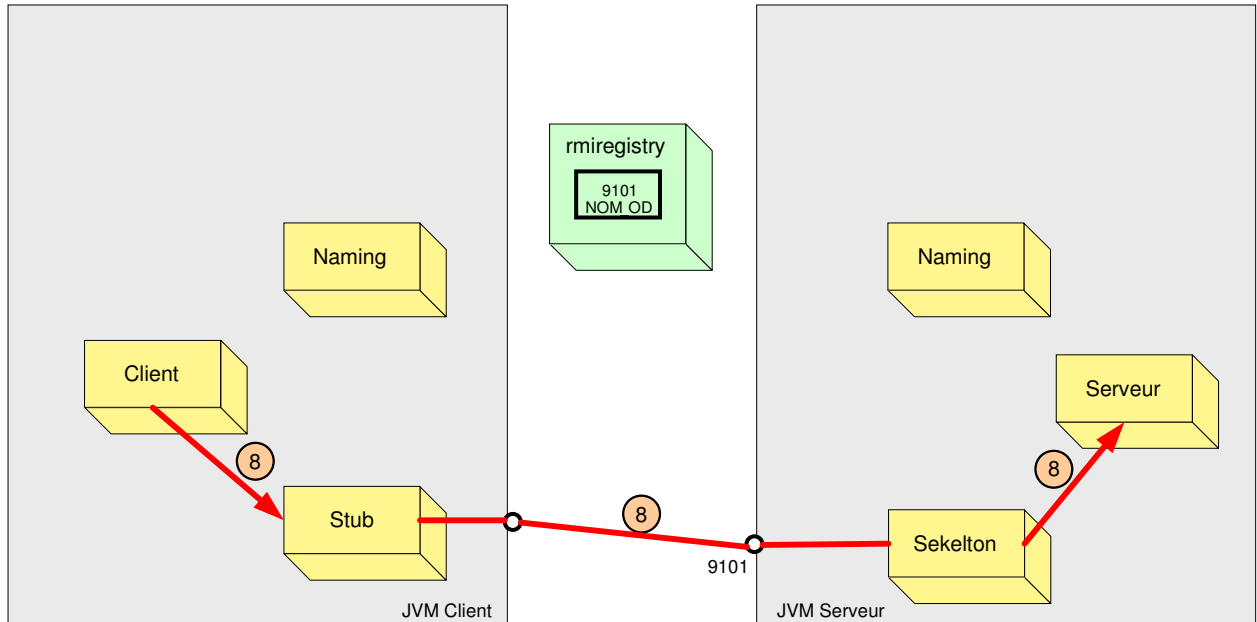 rmiregistry
9101
NOM_OD
Naming
Naming
Client
Serveur
8
8
Stub
8
Sekelton
9101
JVM Client
JVM Serveur